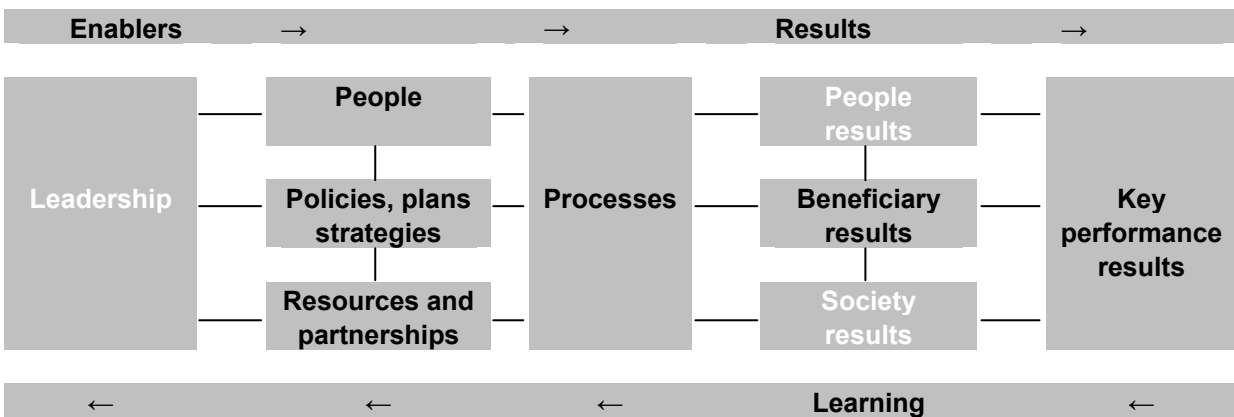 Enablers → → Results →
People
People
results
Leadership
Policies, plans
strategies
Processes
Beneficiary
results
Key
performance
results
Resources and
partnerships
Society
results
← ← ← Learning ←